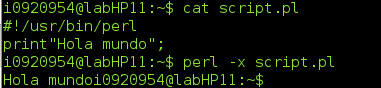 i0920954@labHP11:~$ cat script.pl
#!/usr/bin/perl
print"Hola mundo";
i0920954@labHP11:~$ perl -x script.pl
Hola mundoi0920954@labHP11:~$